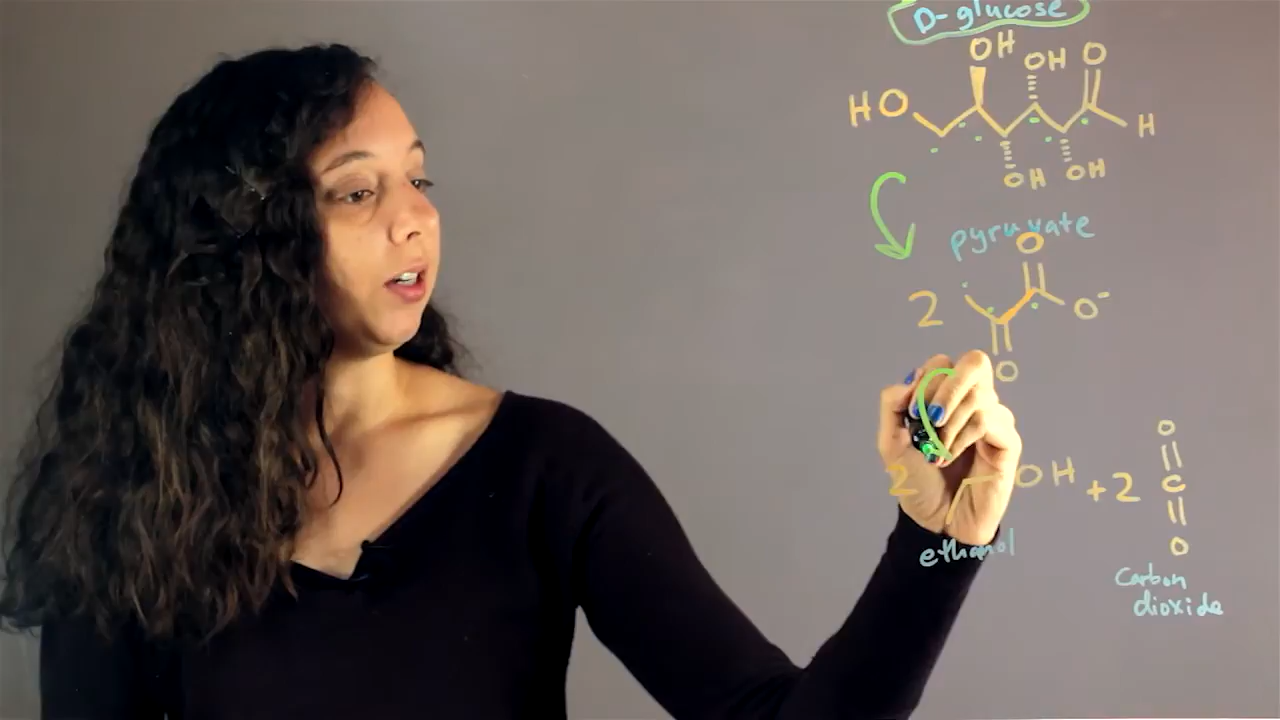 D-glucose
OH
OH
O
HO
H
OH
OH
pyruvate
O
2
O-
O
O
2
OH
+2
C
O
ethanol
Carbon
dioxide